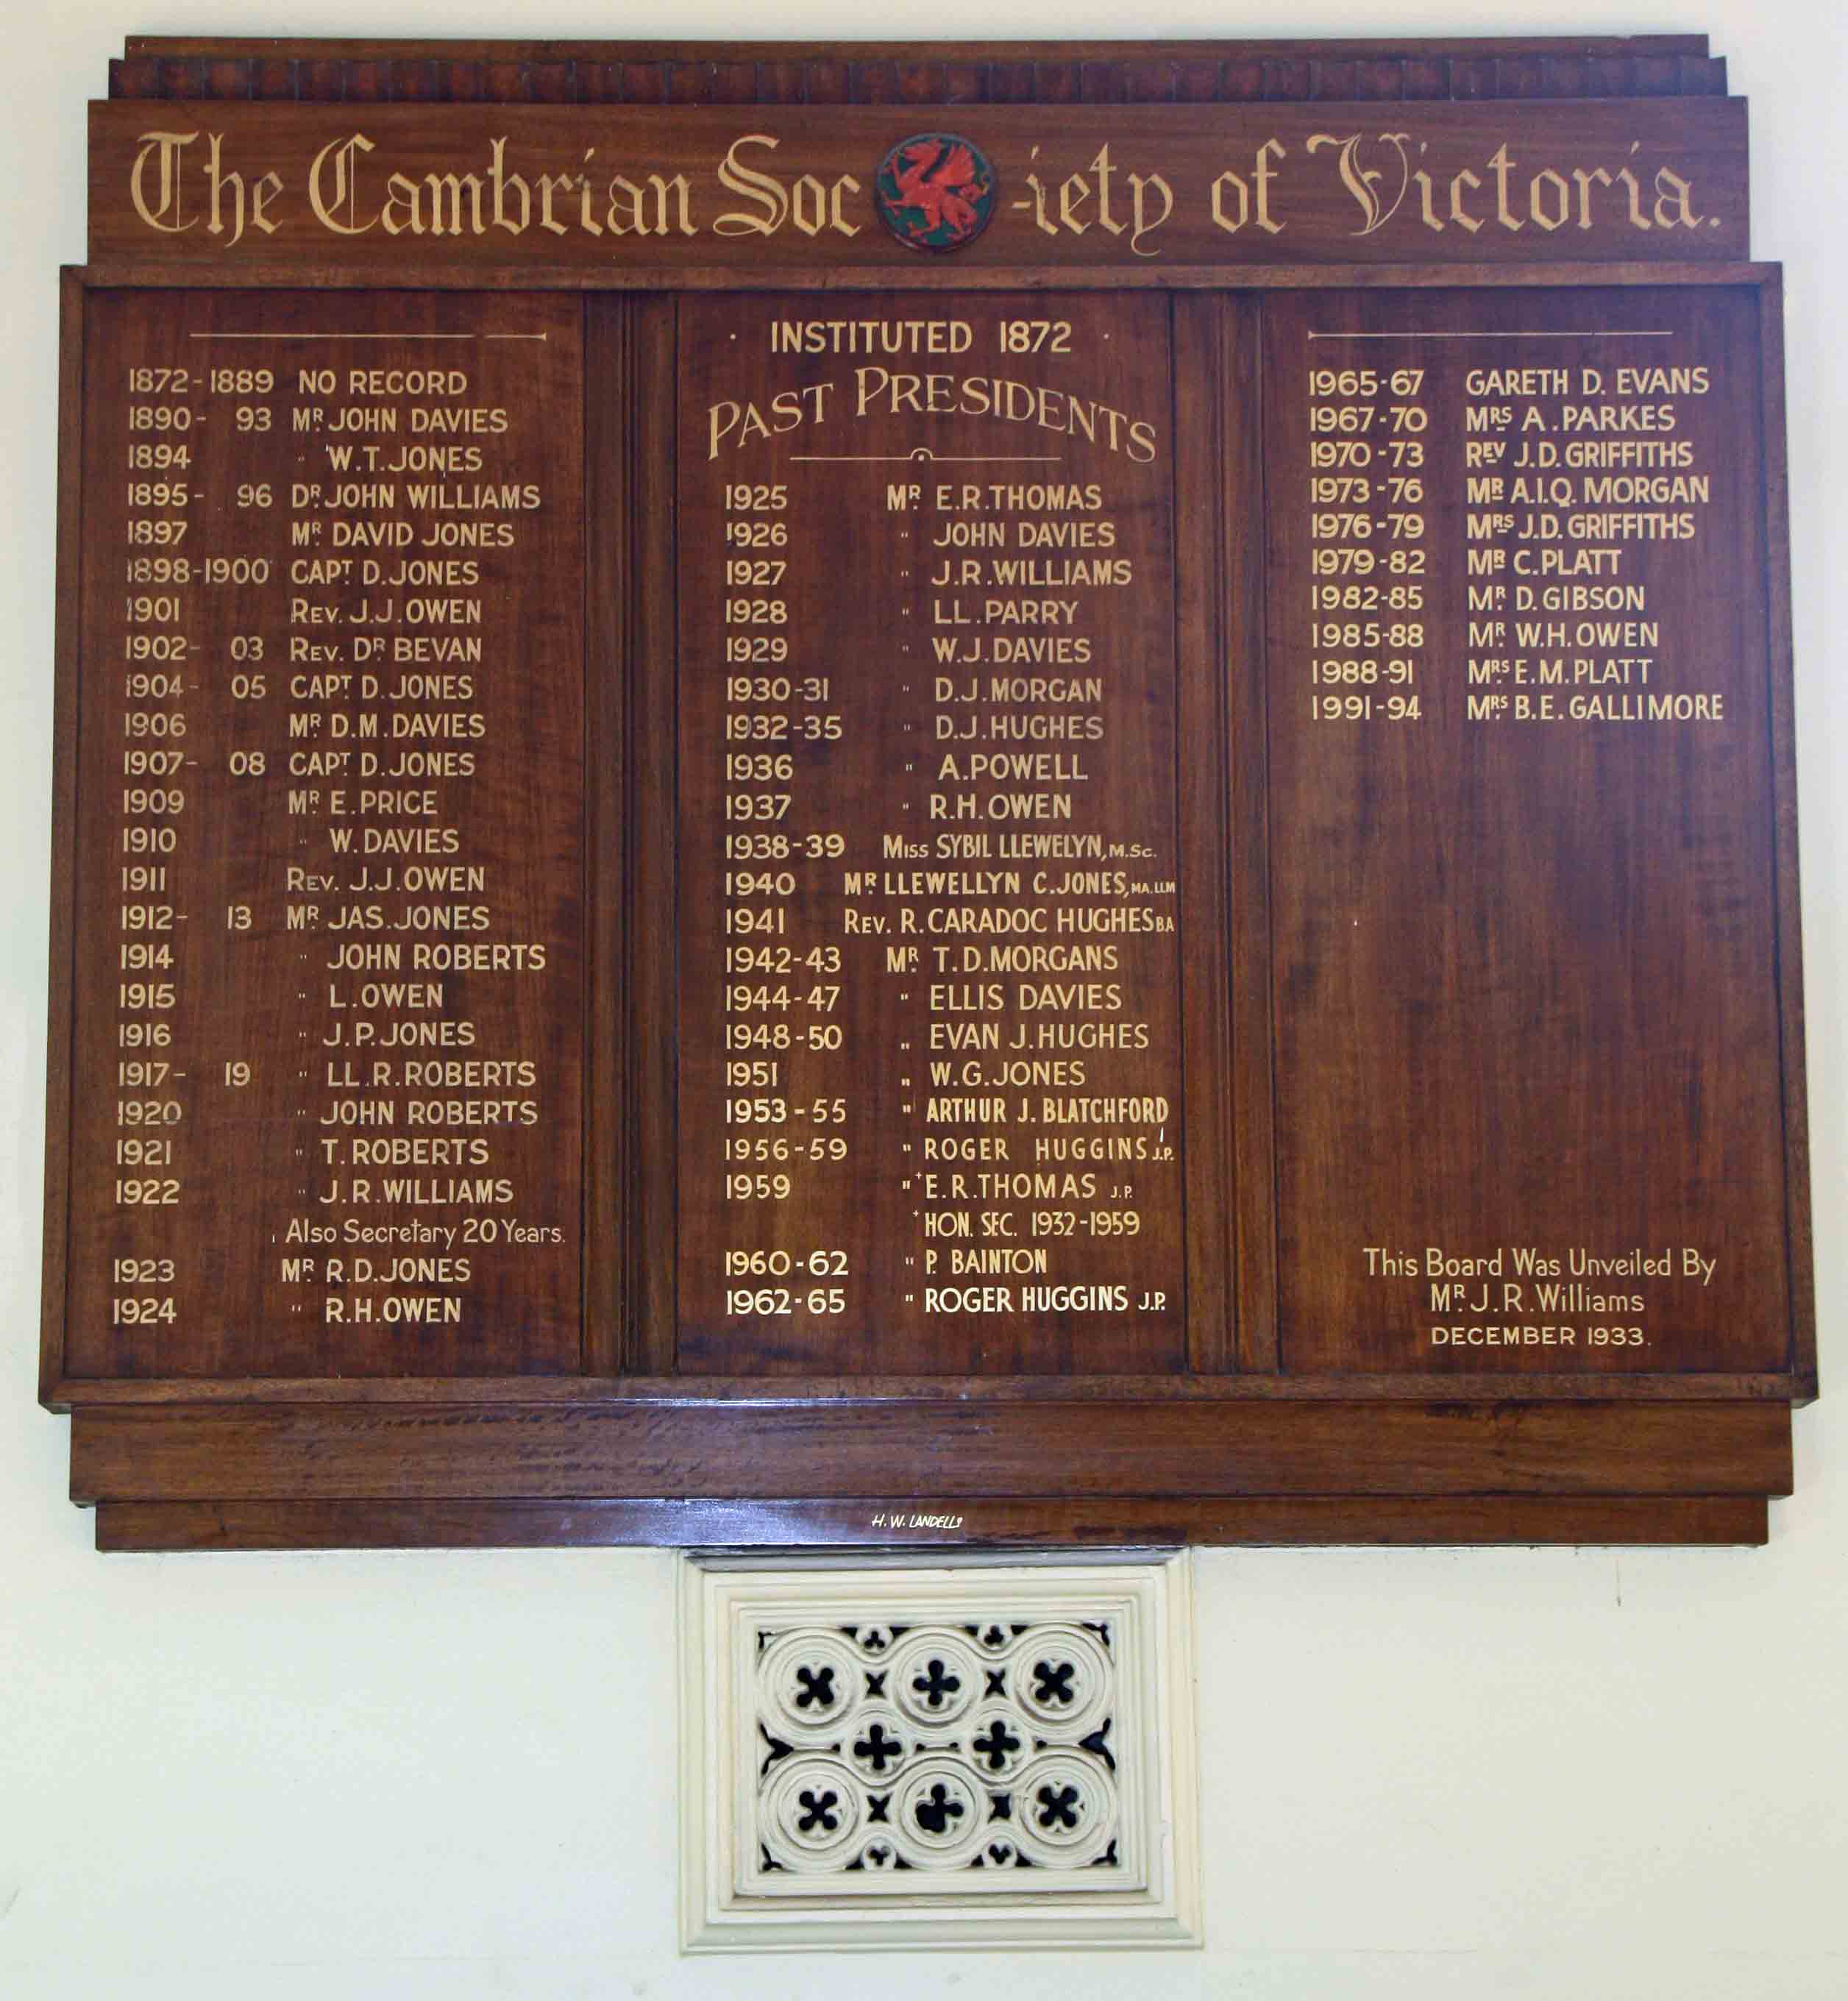 The Cambrian Soc-iety of Victoria.
1872-1889 NO RECORD
1890- 93 MR JOHN DAVIES
1894 " W.T.JONES
1895- 96 DR JOHN WILLIAMS
1897 MR DAVID JONES
1898-1900 CAPT D.JONES
1901 REV. J.J.OWEN
1902- 03 REV. DR BEVAN
1904- 05 CAPT D.JONES
1906 MR D.M.DAVIES
1907- 08 CAPT D.JONES
1909 MR E.PRICE
1910 " W.DAVIES
1911 REV. J.J.OWEN
1912- 13 MR JAS.JONES
1914 " JOHN ROBERTS
1915 " L.OWEN
1916 " J.P.JONES
1917- 19 " LL.R.ROBERTS
1920 " JOHN ROBERTS
1921 " T.ROBERTS
1922 " J.R.WILLIAMS
Also Secretary 20 Years.
1923 MR R.D.JONES
1924 " R.H.OWEN
· INSTITUTED 1872 ·
PAST PRESIDENTS
1925 MR E.R.THOMAS
1926 " JOHN DAVIES
1927 " J.R.WILLIAMS
1928 " LL.PARRY
1929 " W.J.DAVIES
1930-31 " D.J.MORGAN
1932-35 " D.J.HUGHES
1936 " A.POWELL
1937 " R.H.OWEN
1938-39 MISS SYBIL LLEWELYN, M.Sc.
1940 MR LLEWELLYN C.JONES, MA.LLM
1941 REV. R.CARADOC HUGHES BA
1942-43 MR T.D.MORGANS
1944-47 " ELLIS DAVIES
1948-50 " EVAN J.HUGHES
1951 " W.G.JONES
1953-55 " ARTHUR J. BLATCHFORD
1956-59 " ROGER HUGGINS J.P.
1959 " +E.R.THOMAS J.P.
+HON. SEC. 1932-1959
1960-62 " P. BAINTON
1962-65 " ROGER HUGGINS J.P.
1965-67 GARETH D. EVANS
1967-70 MRS A.PARKES
1970-73 REV J.D.GRIFFITHS
1973-76 MR A.I.Q. MORGAN
1976-79 MRS J.D.GRIFFITHS
1979-82 MR C.PLATT
1982-85 MR D.GIBSON
1985-88 MR W.H.OWEN
1988-91 MRS E.M.PLATT
1991-94 MRS B.E.GALLIMORE
This Board Was Unveiled By
MR J.R.Williams
DECEMBER 1933.
H.W. LANDELLS